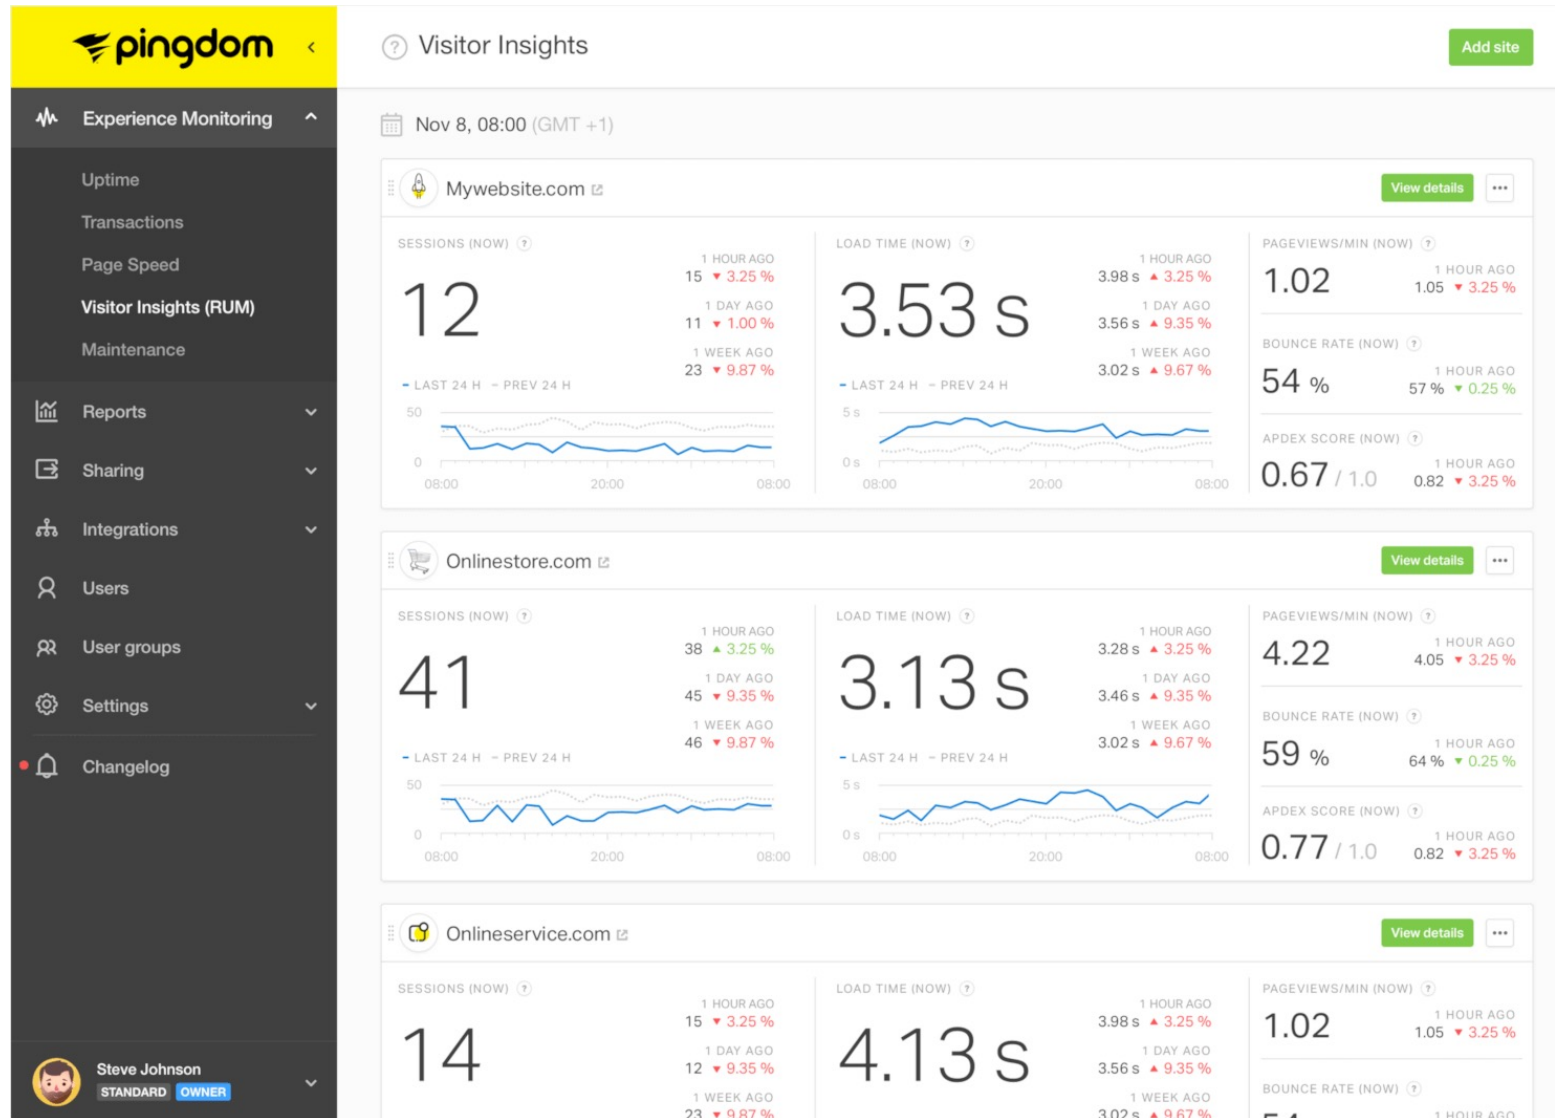 pingdom
Visitor Insights
Add site
Experience Monitoring
Uptime
Transactions
Page Speed
Visitor Insights (RUM)
Maintenance
Reports
Sharing
Integrations
Users
User groups
Settings
Changelog
Steve Johnson
STANDARD OWNER
Nov 8, 08:00 (GMT +1)
Mywebsite.com
View details
SESSIONS (NOW) ?
12
1 HOUR AGO
15 ▼ 3.25 %
1 DAY AGO
11 ▼ 1.00 %
1 WEEK AGO
23 ▼ 9.87 %
LAST 24 H – PREV 24 H
50
0
08:00 20:00 08:00
LOAD TIME (NOW) ?
3.53 s
1 HOUR AGO
3.98 s ▲ 3.25 %
1 DAY AGO
3.56 s ▲ 9.35 %
1 WEEK AGO
3.02 s ▲ 9.67 %
LAST 24 H – PREV 24 H
5 s
0 s
08:00 20:00 08:00
PAGEVIEWS/MIN (NOW) ?
1.02
1 HOUR AGO
1.05 ▼ 3.25 %
BOUNCE RATE (NOW) ?
54 %
1 HOUR AGO
57 % ▼ 0.25 %
APDEX SCORE (NOW) ?
0.67 / 1.0
1 HOUR AGO
0.82 ▼ 3.25 %
Onlinestore.com
View details
SESSIONS (NOW) ?
41
1 HOUR AGO
38 ▲ 3.25 %
1 DAY AGO
45 ▼ 9.35 %
1 WEEK AGO
46 ▼ 9.87 %
LAST 24 H – PREV 24 H
50
0
08:00 20:00 08:00
LOAD TIME (NOW) ?
3.13 s
1 HOUR AGO
3.28 s ▲ 3.25 %
1 DAY AGO
3.46 s ▲ 9.35 %
1 WEEK AGO
3.02 s ▲ 9.67 %
LAST 24 H – PREV 24 H
5 s
0 s
08:00 20:00 08:00
PAGEVIEWS/MIN (NOW) ?
4.22
1 HOUR AGO
4.05 ▼ 3.25 %
BOUNCE RATE (NOW) ?
59 %
1 HOUR AGO
64 % ▼ 0.25 %
APDEX SCORE (NOW) ?
0.77 / 1.0
1 HOUR AGO
0.82 ▼ 3.25 %
Onlineservice.com
View details
SESSIONS (NOW) ?
14
1 HOUR AGO
15 ▼ 3.25 %
1 DAY AGO
12 ▼ 9.35 %
1 WEEK AGO
23 ▼ 9.87 %
LOAD TIME (NOW) ?
4.13 s
1 HOUR AGO
3.98 s ▲ 3.25 %
1 DAY AGO
3.56 s ▲ 9.35 %
1 WEEK AGO
3.02 s ▲ 9.67 %
PAGEVIEWS/MIN (NOW) ?
1.02
1 HOUR AGO
1.05 ▼ 3.25 %
BOUNCE RATE (NOW) ?
1 HOUR AGO